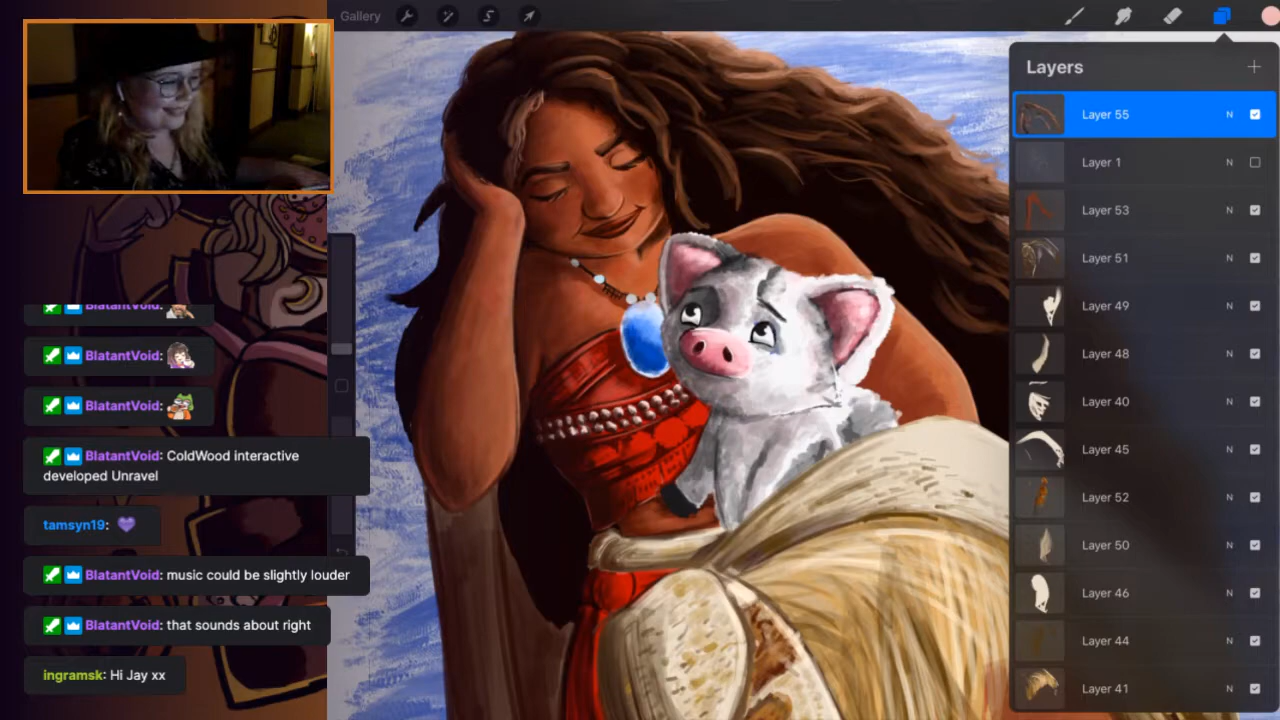 Gallery
Layers
Layer 55 N
Layer 1 N
Layer 53 N
Layer 51 N
Layer 49 N
Layer 48 N
Layer 40 N
Layer 45 N
Layer 52 N
Layer 50 N
Layer 46 N
Layer 44 N
Layer 41 N
BlatantVoid:
BlatantVoid:
BlatantVoid:
BlatantVoid: ColdWood interactive
developed Unravel
tamsyn19:
BlatantVoid: music could be slightly louder
BlatantVoid: that sounds about right
ingramsk: Hi Jay xx